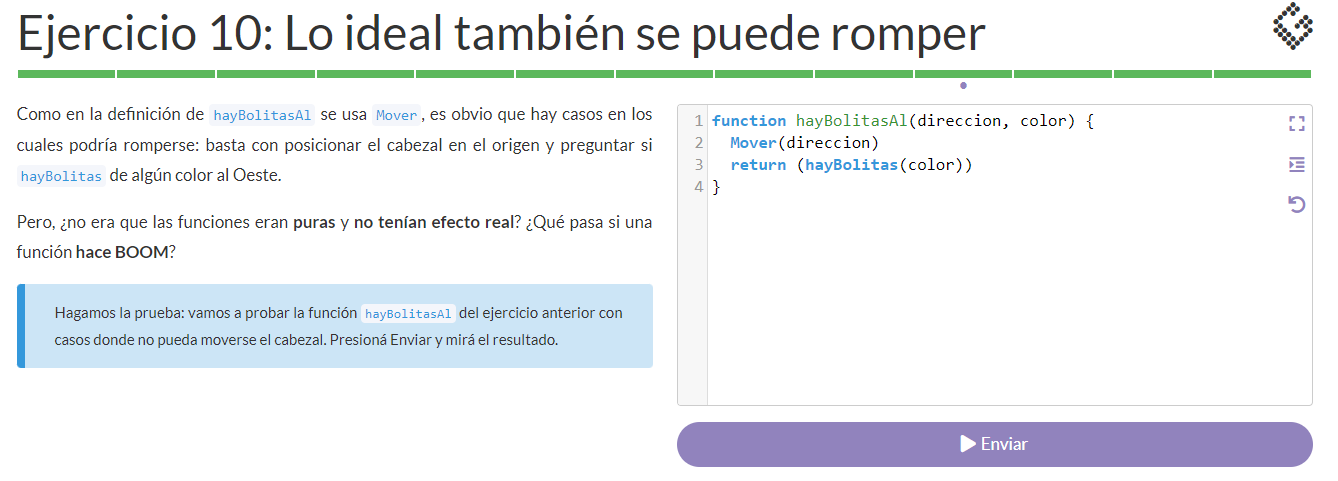 Ejercicio 10: Lo ideal también se puede romper
Como en la definición de hayBolitasAl se usa Mover, es obvio que hay casos en los
cuales podría romperse: basta con posicionar el cabezal en el origen y preguntar si
hayBolitas de algún color al Oeste.
Pero, ¿no era que las funciones eran puras y no tenían efecto real? ¿Qué pasa si una
función hace BOOM?
Hagamos la prueba: vamos a probar la función hayBolitasAl del ejercicio anterior con
casos donde no pueda moverse el cabezal. Presioná Enviar y mirá el resultado.
1 function hayBolitasAl(direccion, color) {
2   Mover(direccion)
3   return (hayBolitas(color))
4 }
Enviar